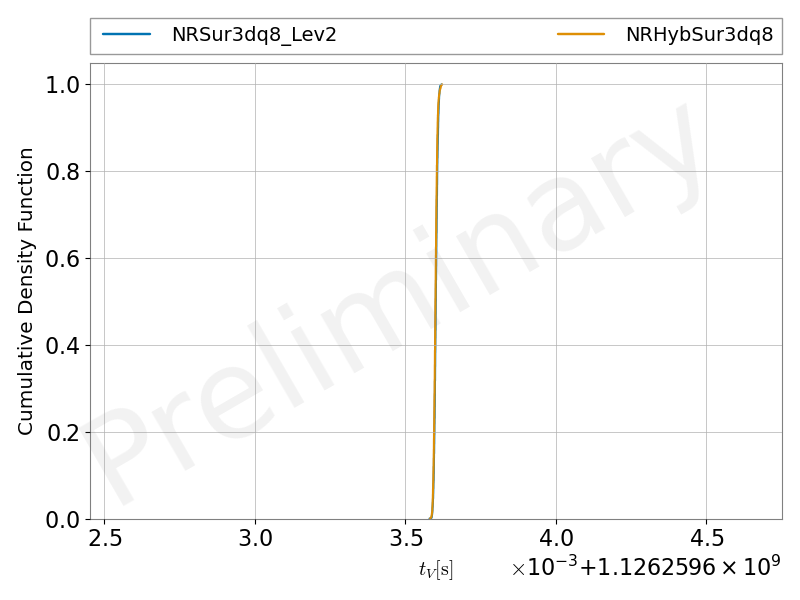 NRSur3dq8_Lev2 NRHybSur3dq8
1.0
0.8
0.6
0.4
0.2
0.0
Cumulative Density Function
Preliminary
2.5 3.0 3.5 4.0 4.5
t_V[s] ×10⁻³+1.1262596 × 10⁹